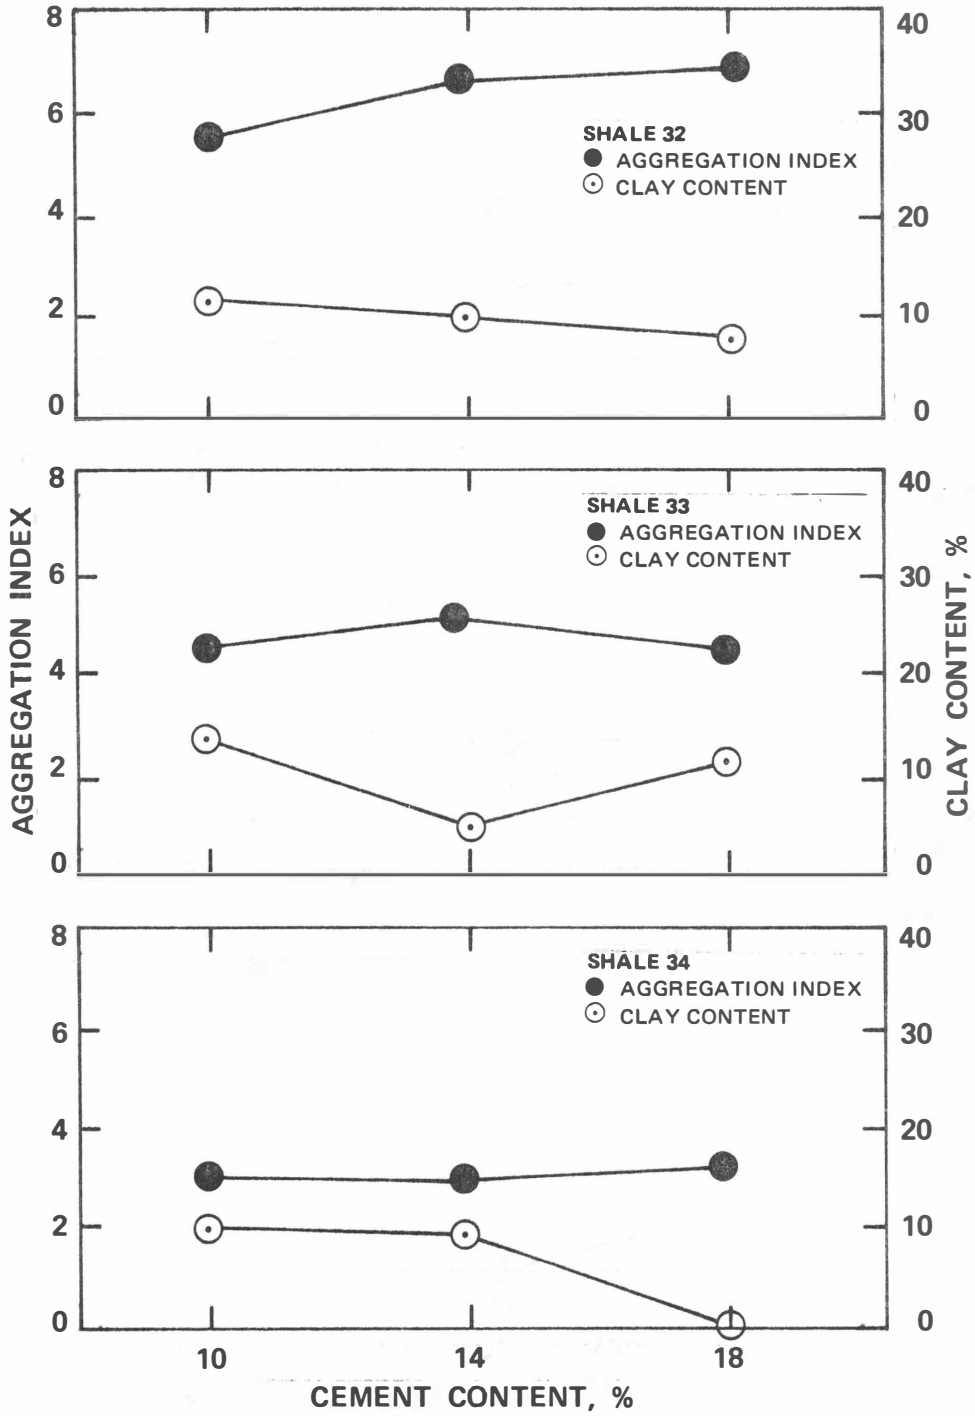 8
6
4
2
0
40
30
20
10
0
SHALE 32
AGGREGATION INDEX
CLAY CONTENT
8
6
4
2
0
40
30
20
10
0
SHALE 33
AGGREGATION INDEX
CLAY CONTENT
AGGREGATION INDEX
CLAY CONTENT, %
8
6
4
2
0
40
30
20
10
0
SHALE 34
AGGREGATION INDEX
CLAY CONTENT
10 14 18
CEMENT CONTENT, %